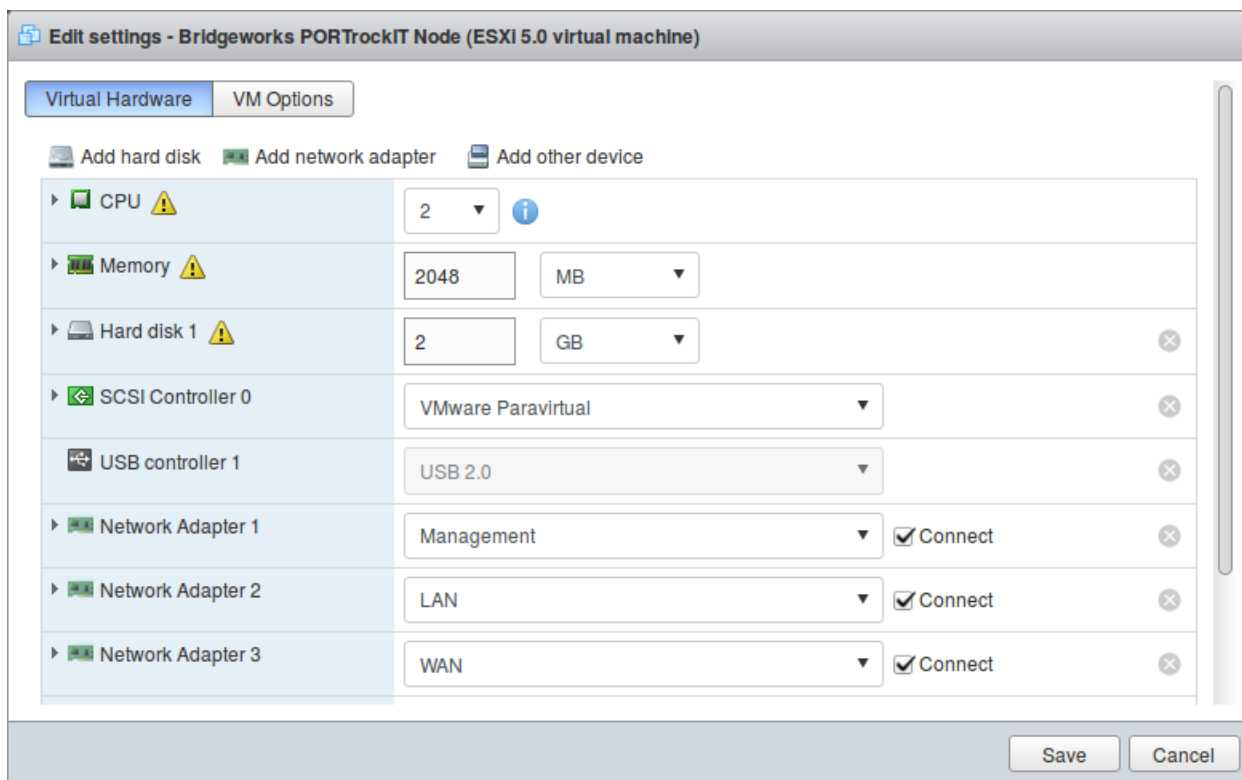 Edit settings - Bridgeworks PORTrockIT Node (ESXi 5.0 virtual machine)
Virtual Hardware VM Options
Add hard disk Add network adapter Add other device
CPU 2
Memory 2048 MB
Hard disk 1 2 GB
SCSI Controller 0 VMware Paravirtual
USB controller 1 USB 2.0
Network Adapter 1 Management Connect
Network Adapter 2 LAN Connect
Network Adapter 3 WAN Connect
Save Cancel